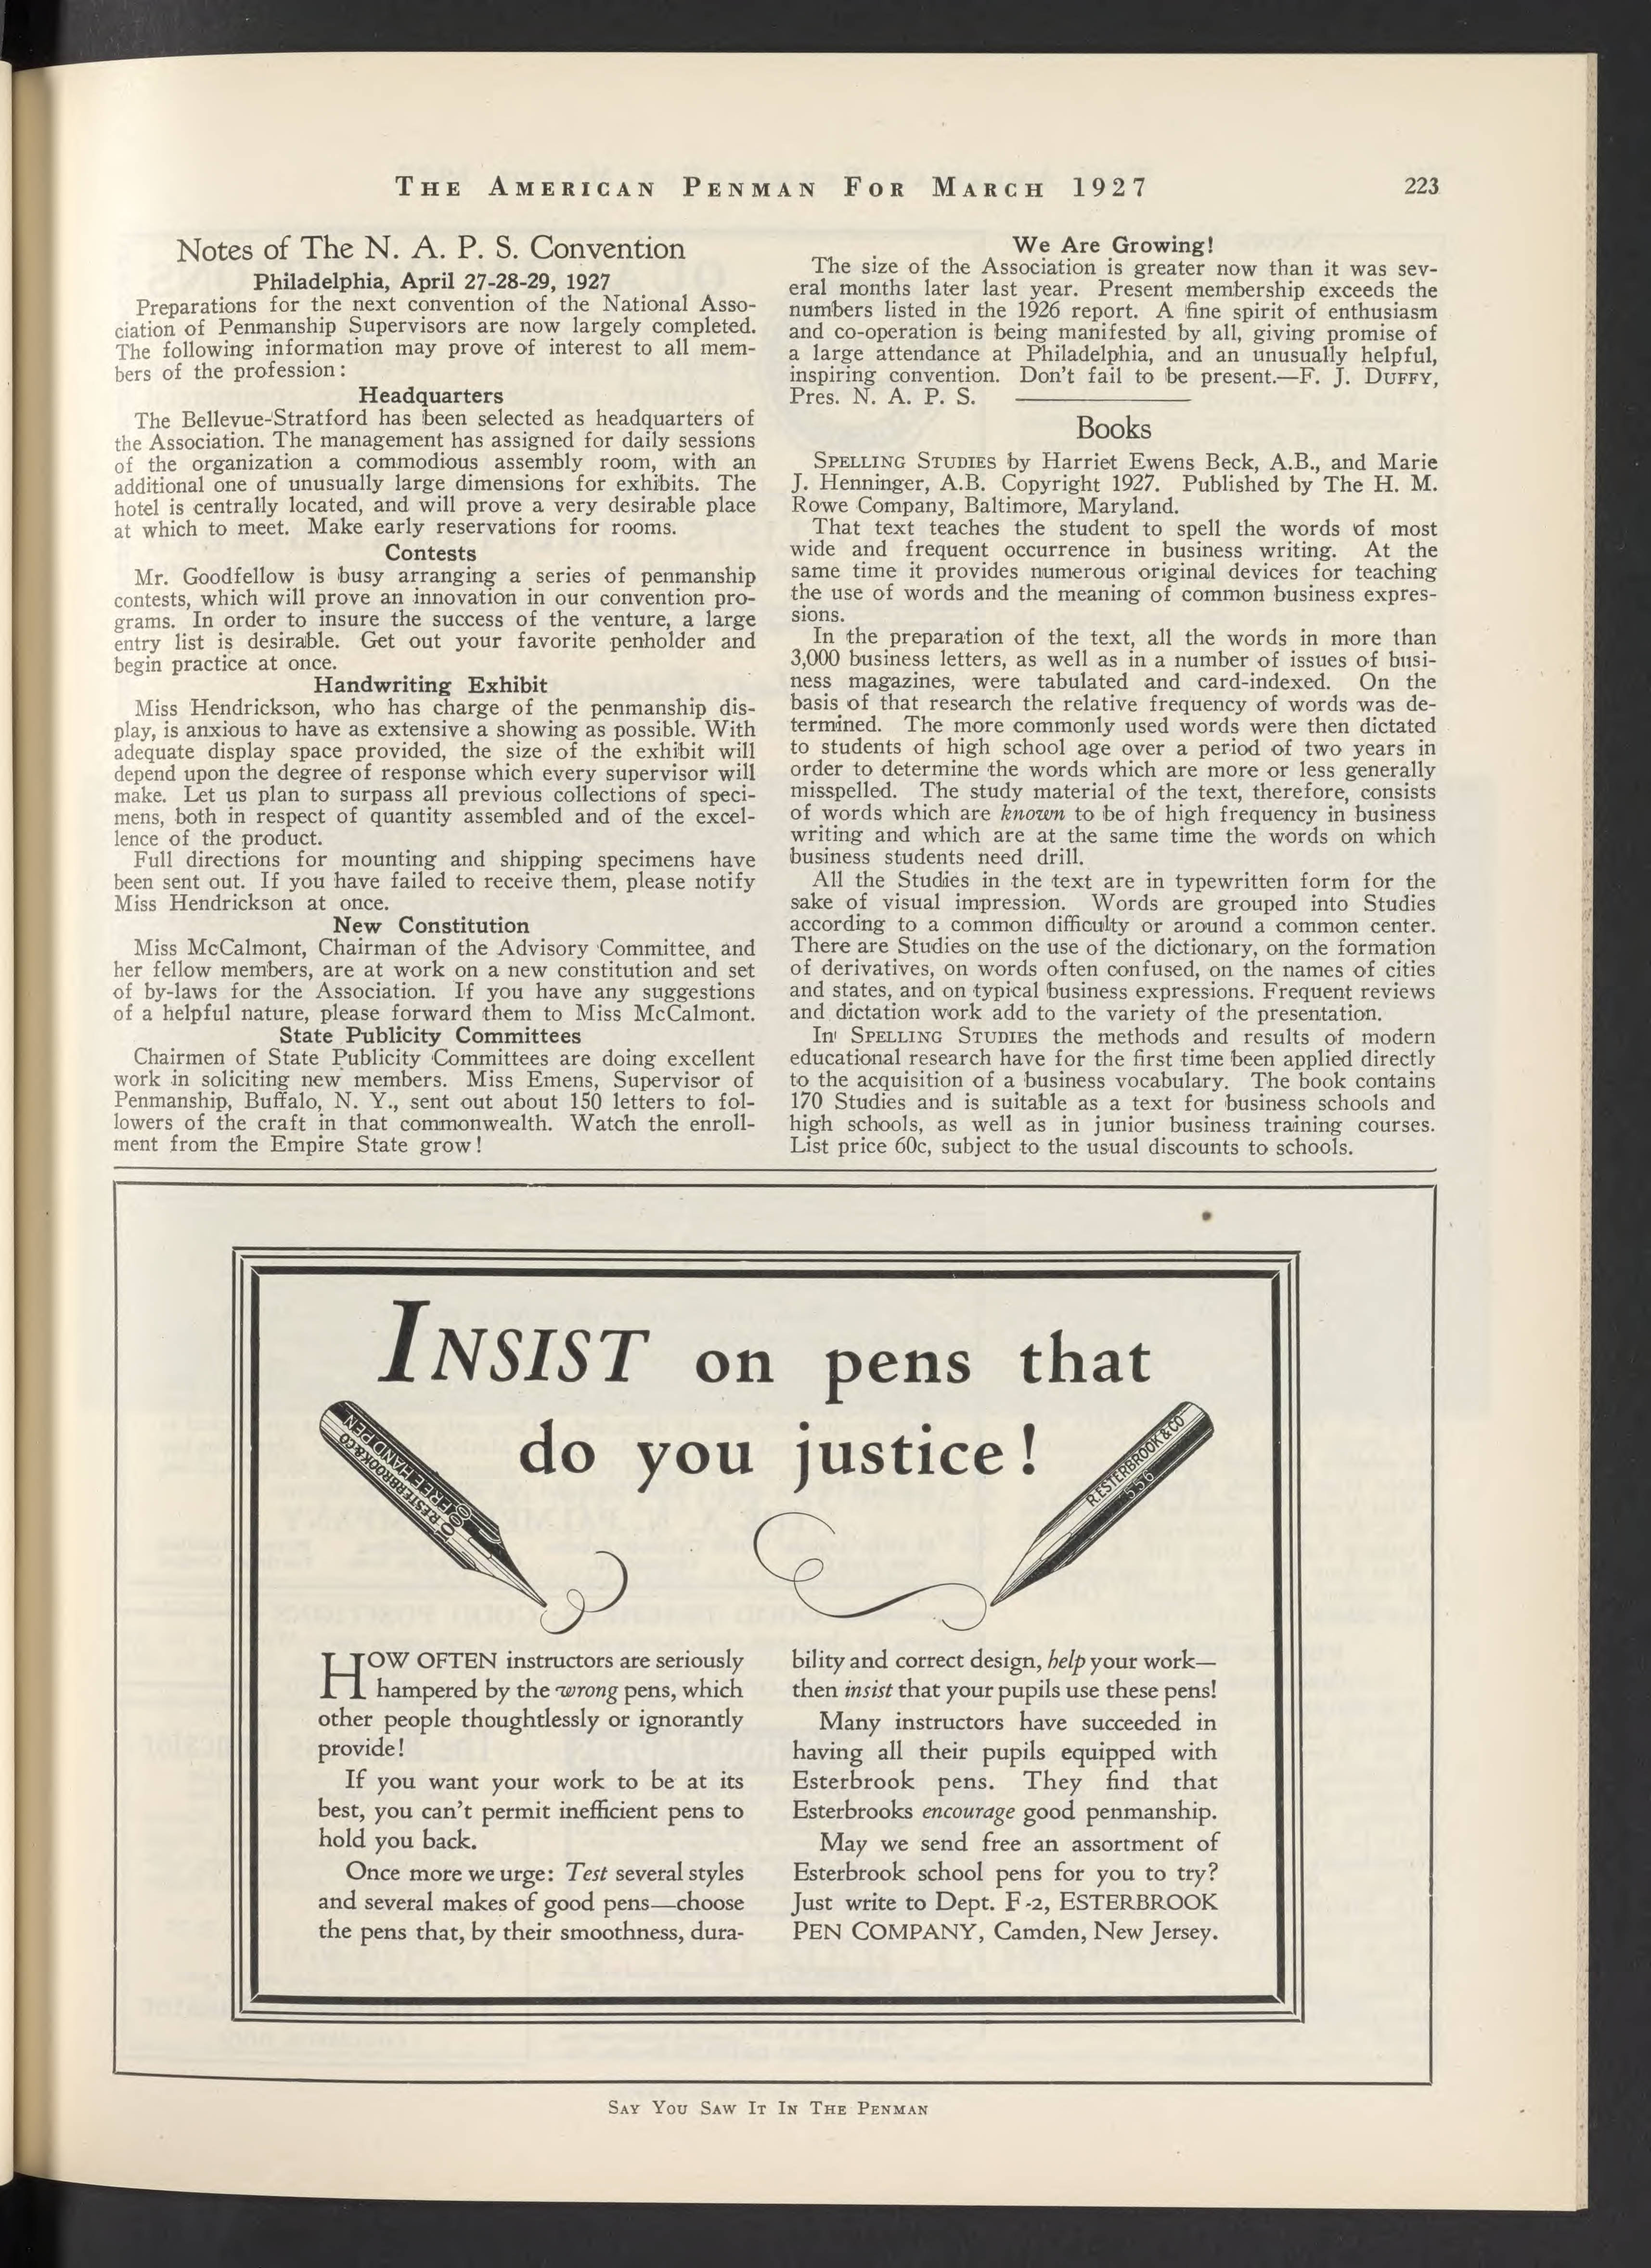 THE AMERICAN PENMAN FOR MARCH 1927
223
Notes of The N. A. P. S. Convention
Philadelphia, April 27-28-29, 1927
Preparations for the next convention of the National Asso-
ciation of Penmanship Supervisors are now largely completed.
The following information may prove of interest to all mem-
bers of the profession:
Headquarters
The Bellevue-Stratford has been selected as headquarters of
the Association. The management has assigned for daily sessions
of the organization a commodious assembly room, with an
additional one of unusually large dimensions for exhibits. The
hotel is centrally located, and will prove a very desirable place
at which to meet. Make early reservations for rooms.
Contests
Mr. Goodfellow is busy arranging a series of penmanship
contests, which will prove an innovation in our convention pro-
grams. In order to insure the success of the venture, a large
entry list is desirable. Get out your favorite penholder and
begin practice at once.
Handwriting Exhibit
Miss Hendrickson, who has charge of the penmanship dis-
play, is anxious to have as extensive a showing as possible. With
adequate display space provided, the size of the exhibit will
depend upon the degree of response which every supervisor will
make. Let us plan to surpass all previous collections of speci-
mens, both in respect of quantity assembled and of the excel-
lence of the product.
Full directions for mounting and shipping specimens have
been sent out. If you have failed to receive them, please notify
Miss Hendrickson at once.
New Constitution
Miss McCalmont, Chairman of the Advisory Committee, and
her fellow members, are at work on a new constitution and set
of by-laws for the Association. If you have any suggestions
of a helpful nature, please forward them to Miss McCalmont.
State Publicity Committees
Chairmen of State Publicity Committees are doing excellent
work in soliciting new members. Miss Emens, Supervisor of
Penmanship, Buffalo, N. Y., sent out about 150 letters to fol-
lowers of the craft in that commonwealth. Watch the enroll-
ment from the Empire State grow!
We Are Growing!
The size of the Association is greater now than it was sev-
eral months later last year. Present membership exceeds the
numbers listed in the 1926 report. A fine spirit of enthusiasm
and co-operation is being manifested by all, giving promise of
a large attendance at Philadelphia, and an unusually helpful,
inspiring convention. Don't fail to be present.—F. J. DUFFY,
Pres. N. A. P. S.
Books
SPELLING STUDIES by Harriet Ewens Beck, A.B., and Marie
J. Henninger, A.B. Copyright 1927. Published by The H. M.
Rowe Company, Baltimore, Maryland.
That text teaches the student to spell the words of most
wide and frequent occurrence in business writing. At the
same time it provides numerous original devices for teaching
the use of words and the meaning of common business expres-
sions.
In the preparation of the text, all the words in more than
3,000 business letters, as well as in a number of issues of busi-
ness magazines, were tabulated and card-indexed. On the
basis of that research the relative frequency of words was de-
termined. The more commonly used words were then dictated
to students of high school age over a period of two years in
order to determine the words which are more or less generally
misspelled. The study material of the text, therefore, consists
of words which are known to be of high frequency in business
writing and which are at the same time the words on which
business students need drill.
All the Studies in the text are in typewritten form for the
sake of visual impression. Words are grouped into Studies
according to a common difficulty or around a common center.
There are Studies on the use of the dictionary, on the formation
of derivatives, on words often confused, on the names of cities
and states, and on typical business expressions. Frequent reviews
and dictation work add to the variety of the presentation.
In SPELLING STUDIES the methods and results of modern
educational research have for the first time been applied directly
to the acquisition of a business vocabulary. The book contains
170 Studies and is suitable as a text for business schools and
high schools, as well as in junior business training courses.
List price 60c, subject to the usual discounts to schools.
INSIST on pens that
do you justice!
FREE HAND PEN
R.ESTERBROOK&CO
R.ESTERBROOK&CO
556
HOW OFTEN instructors are seriously
hampered by the wrong pens, which
other people thoughtlessly or ignorantly
provide!
If you want your work to be at its
best, you can't permit inefficient pens to
hold you back.
Once more we urge: Test several styles
and several makes of good pens—choose
the pens that, by their smoothness, dura-
bility and correct design, help your work—
then insist that your pupils use these pens!
Many instructors have succeeded in
having all their pupils equipped with
Esterbrook pens. They find that
Esterbrooks encourage good penmanship.
May we send free an assortment of
Esterbrook school pens for you to try?
Just write to Dept. F-2, ESTERBROOK
PEN COMPANY, Camden, New Jersey.
SAY YOU SAW IT IN THE PENMAN